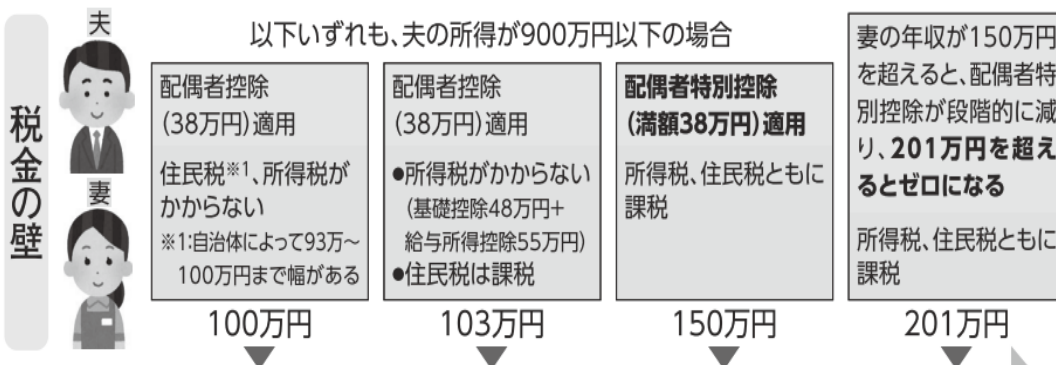 税金の壁
夫
妻
以下いずれも、夫の所得が900万円以下の場合
配偶者控除
(38万円)適用
住民税※1、所得税が
かからない
※1:自治体によって93万〜
100万円まで幅がある
100万円
配偶者控除
(38万円)適用
●所得税がかからない
(基礎控除48万円+
給与所得控除55万円)
●住民税は課税
103万円
配偶者特別控除
(満額38万円)適用
所得税、住民税ともに
課税
150万円
妻の年収が150万円
を超えると、配偶者特
別控除が段階的に減
り、201万円を超え
るとゼロになる
所得税、住民税ともに
課税
201万円